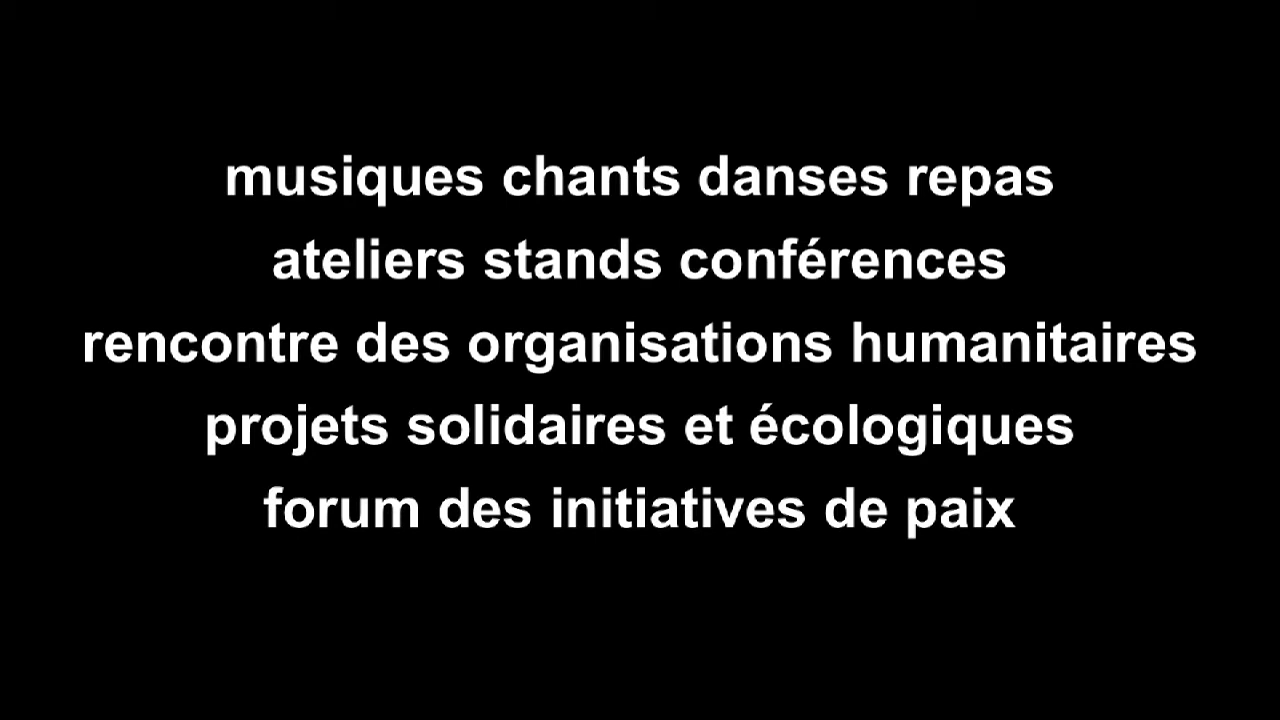 musiques chants danses repas
ateliers stands conférences
rencontre des organisations humanitaires
projets solidaires et écologiques
forum des initiatives de paix